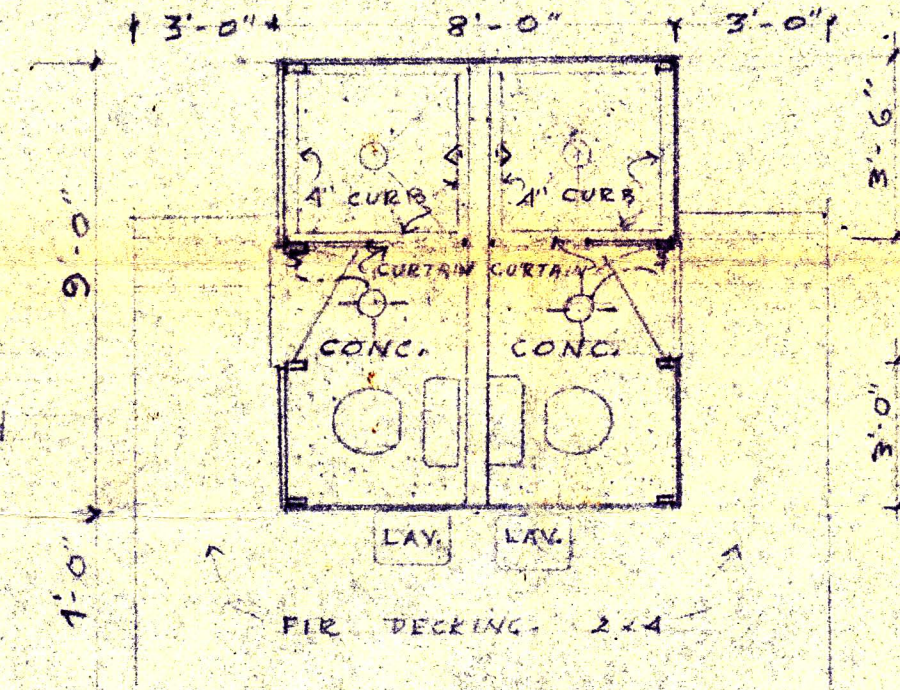 3'-0" 8'-0" 3'-0"
3'-6"
4" CURB 4" CURB
9'-0"
CURTAIN CURTAIN
CONC. CONC.
3'-0"
LAV. LAV.
1'-0"
FIR DECKING. 2x4